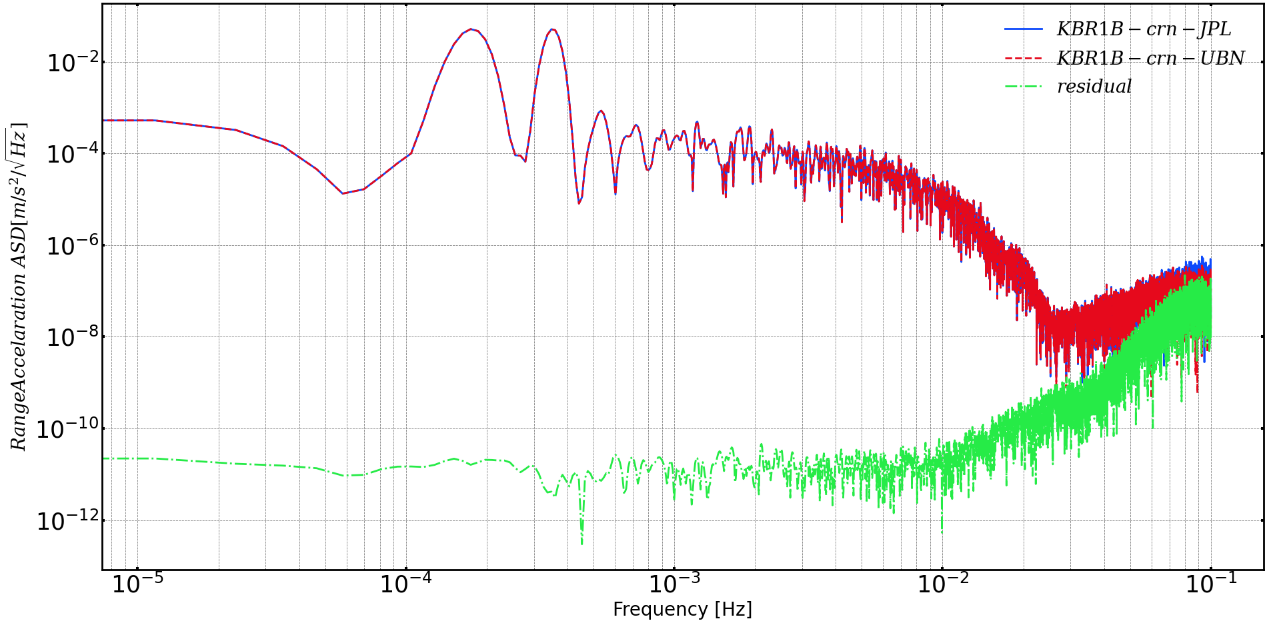 KBR1B − crn − JPL
KBR1B − crn − UBN
residual
RangeAccelaration ASD[m/s²/√Hz]
10⁻²
10⁻⁴
10⁻⁶
10⁻⁸
10⁻¹⁰
10⁻¹²
10⁻⁵ 10⁻⁴ 10⁻³ 10⁻² 10⁻¹
Frequency [Hz]